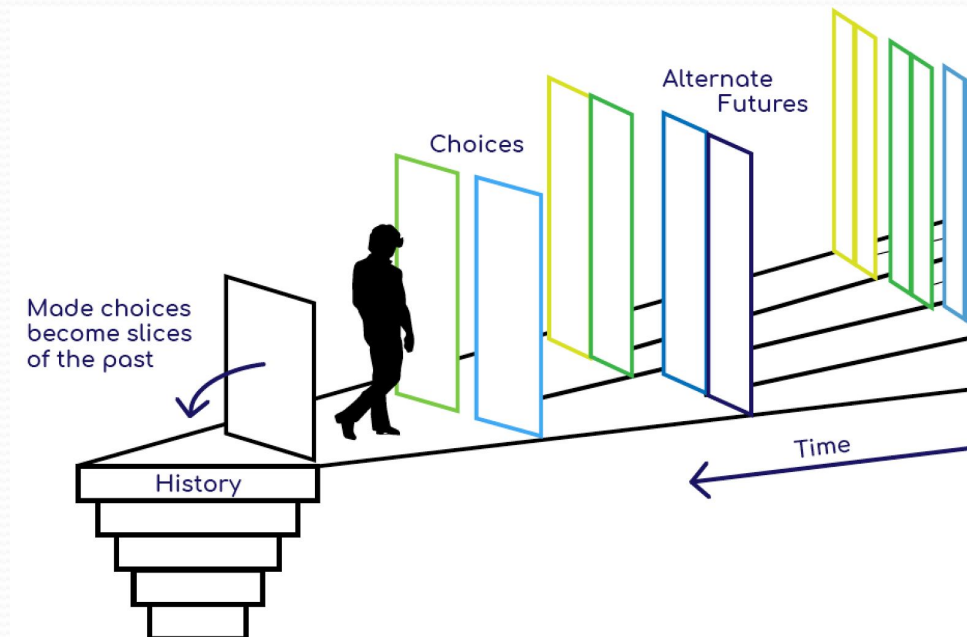 Alternate
Futures
Choices
Made choices
become slices
of the past
Time
History